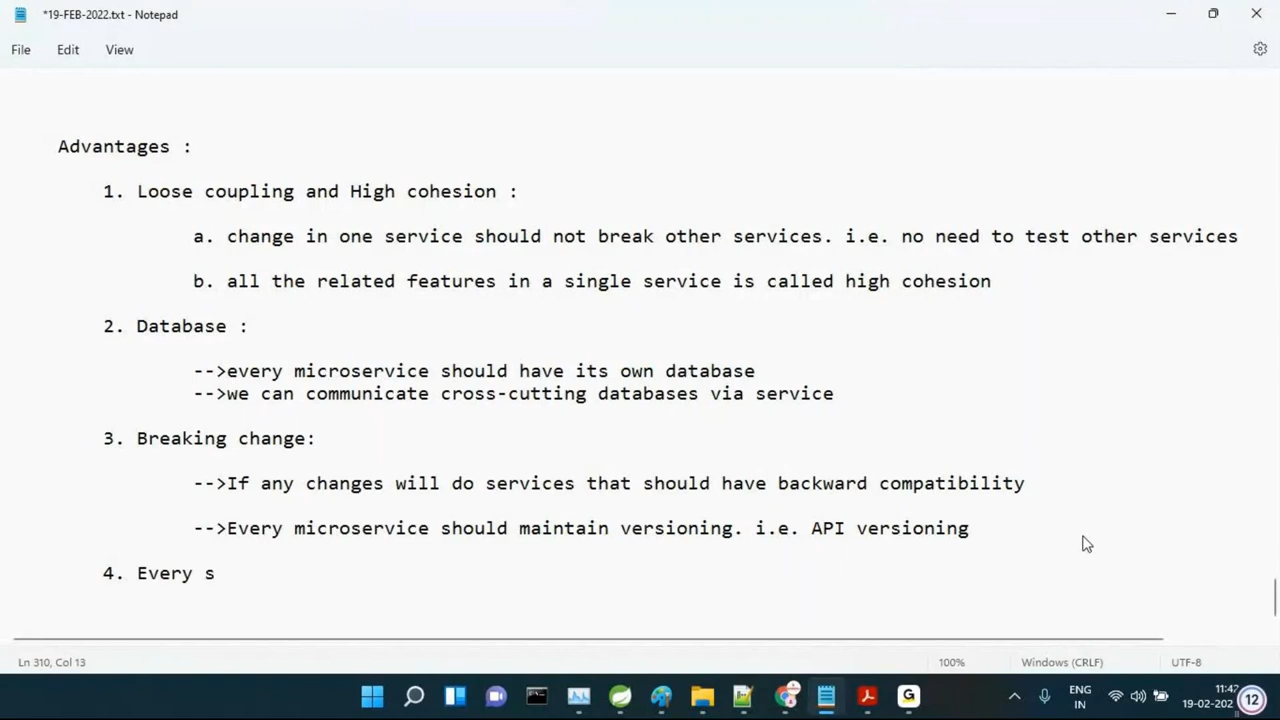 *19-FEB-2022.txt - Notepad
File Edit View
Advantages :
1. Loose coupling and High cohesion :
a. change in one service should not break other services. i.e. no need to test other services
b. all the related features in a single service is called high cohesion
2. Database :
-->every microservice should have its own database
-->we can communicate cross-cutting databases via service
3. Breaking change:
-->If any changes will do services that should have backward compatibility
-->Every microservice should maintain versioning. i.e. API versioning
4. Every s
Ln 310, Col 13 100% Windows (CRLF) UTF-8
ENG 11:42
IN 19-02-202 12